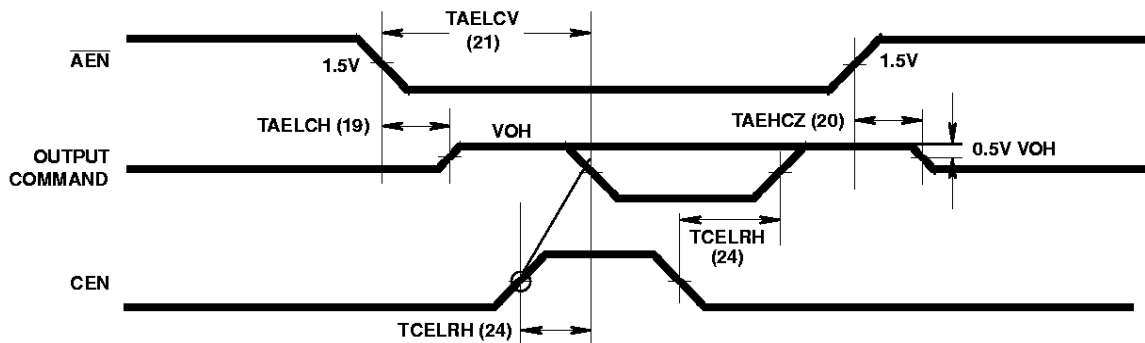 TAELCV
(21)
AEN
1.5V
1.5V
TAELCH (19)
VOH
TAEHCZ (20)
OUTPUT
COMMAND
0.5V VOH
TCELRH
(24)
CEN
TCELRH (24)